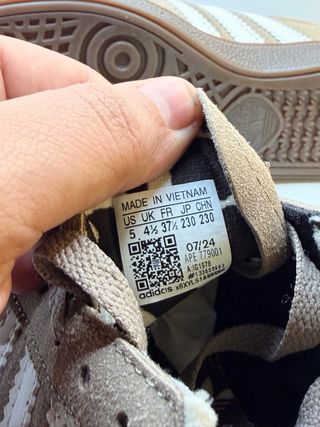 MADE IN VIETNAM
US UK FR JP CHN
5 4½ 37½ 230 230
07/24
APE 779001
adidas